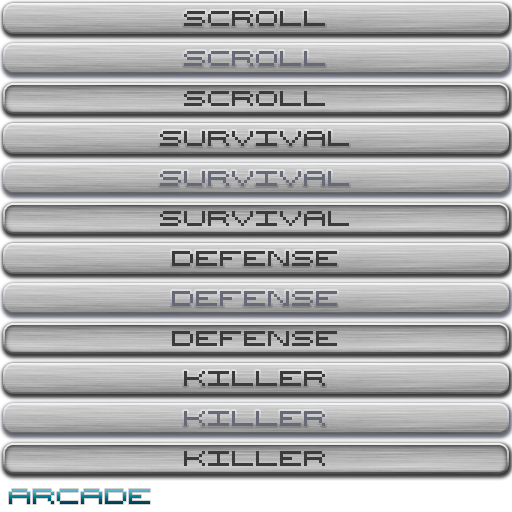 SCROLL
SCROLL
SCROLL
SURVIVAL
SURVIVAL
SURVIVAL
DEFENSE
DEFENSE
DEFENSE
KILLER
KILLER
KILLER
ARCADE